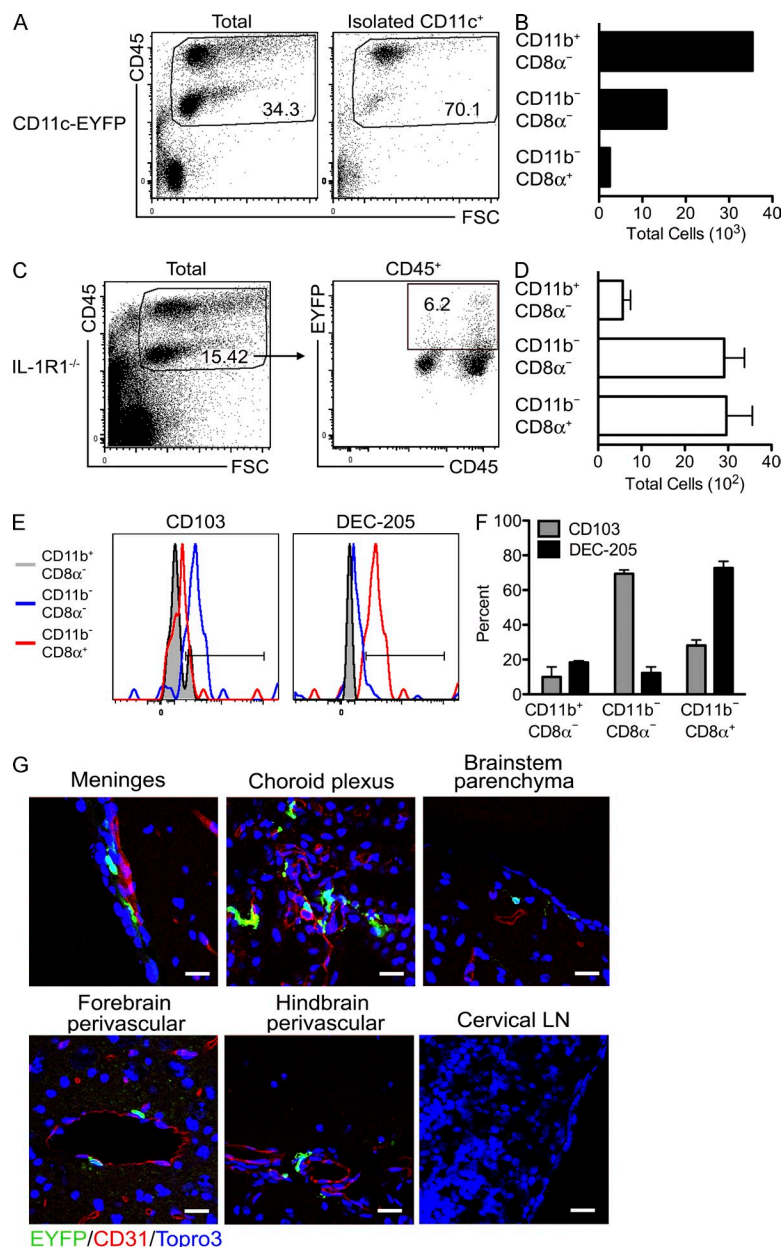 A
Total
Isolated CD11c⁺
CD45
CD11c-EYFP
34.3
70.1
0
0
0
0
FSC
B
CD11b⁺
CD8α⁻
CD11b⁻
CD8α⁻
CD11b⁻
CD8α⁺
0 10 20 30 40
Total Cells (10³)
C
Total
CD45⁺
CD45
EYFP
IL-1R1⁻/⁻
15.42
6.2
0
0
0
0
FSC
CD45
D
CD11b⁺
CD8α⁻
CD11b⁻
CD8α⁻
CD11b⁻
CD8α⁺
0 10 20 30 40
Total Cells (10²)
E
CD103
DEC-205
CD11b⁺
CD8α⁻
CD11b⁻
CD8α⁻
CD11b⁻
CD8α⁺
0
0
F
CD103
DEC-205
Percent
100
80
60
40
20
0
CD11b⁺ CD11b⁻ CD11b⁻
CD8α⁻ CD8α⁻ CD8α⁺
G
Meninges
Choroid plexus
Brainstem
parenchyma
Forebrain
perivascular
Hindbrain
perivascular
Cervical LN
EYFP/CD31/Topro3